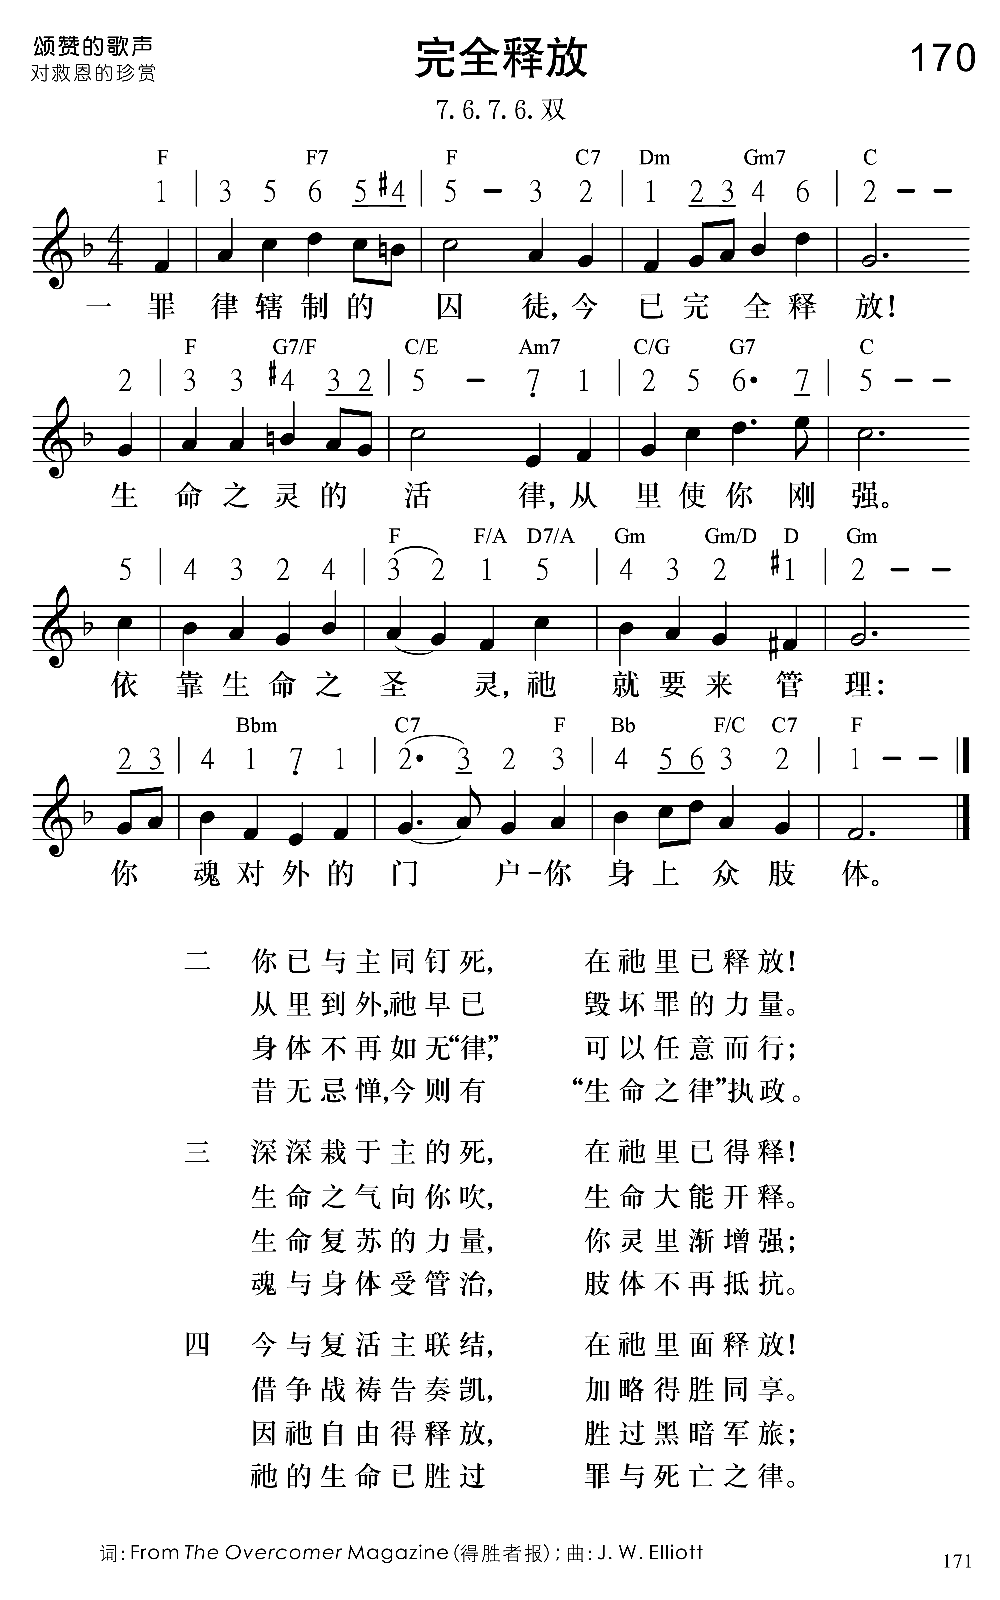 颂赞的歌声
对救恩的珍赏
完全释放
170
7.6.7.6.双
F F7 F C7 Dm Gm7 C
1 | 3 5 6 5 #4 | 5 - 3 2 | 1 2 3 4 6 | 2 - -
一 罪 律辖制的 囚 徒,今 已完 全释 放!
F G7/F C/E Am7 C/G G7 C
2 | 3 3 #4 3 2 | 5 - 7 1 | 2 5 6· 7 | 5 - -
生 命之灵的 活 律,从 里使你刚 强。
F F/A D7/A Gm Gm/D D Gm
5 | 4 3 2 4 | 3 2 1 5 | 4 3 2 #1 | 2 - -
依 靠生命之 圣 灵,祂 就要来管 理:
Bbm C7 F Bb F/C C7 F
2 3 | 4 1 7 1 | 2· 3 2 3 | 4 5 6 3 2 | 1 - -
你 魂对外的 门 户-你 身上众肢 体。
二 你已与主同钉死, 在祂里已释放!
从里到外,祂早已 毁坏罪的力量。
身体不再如无“律,” 可以任意而行;
昔无忌惮,今则有 “生命之律”执政。
三 深深栽于主的死, 在祂里已得释!
生命之气向你吹, 生命大能开释。
生命复苏的力量, 你灵里渐增强;
魂与身体受管治, 肢体不再抵抗。
四 今与复活主联结, 在祂里面释放!
借争战祷告奏凯, 加略得胜同享。
因祂自由得释放, 胜过黑暗军旅;
祂的生命已胜过 罪与死亡之律。
词: From The Overcomer Magazine (得胜者报) ; 曲: J. W. Elliott
171